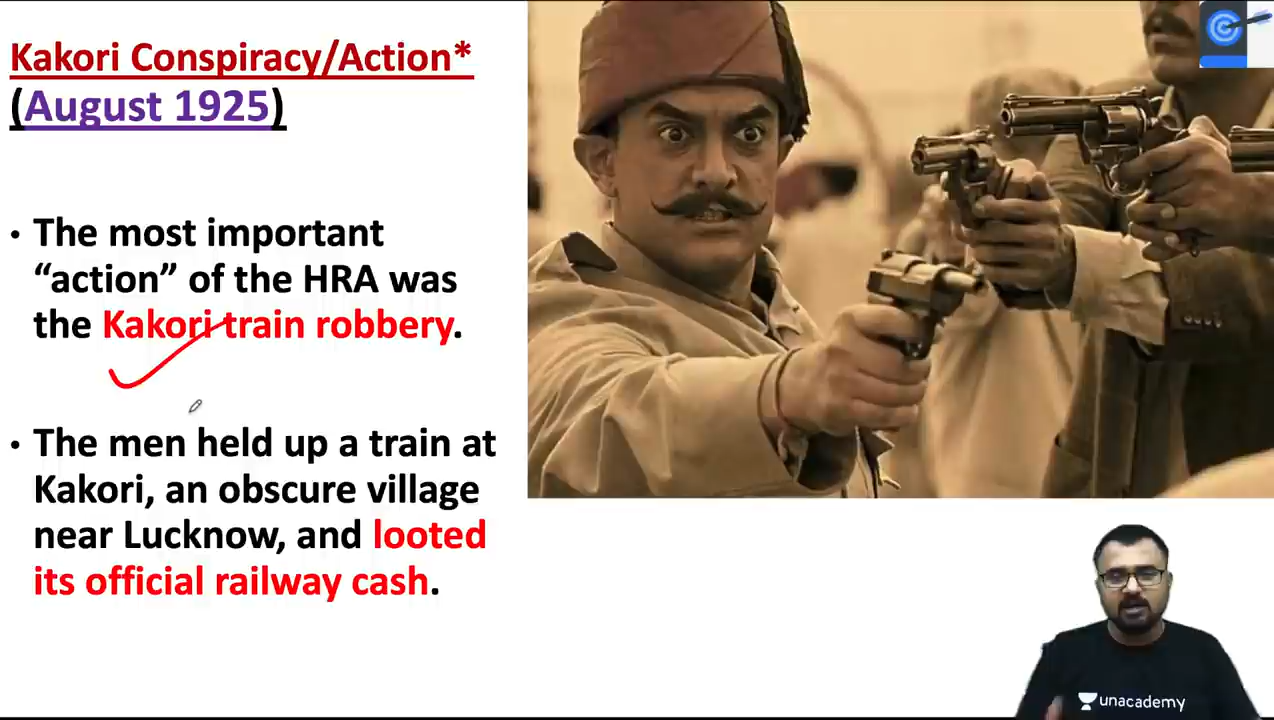 Kakori Conspiracy/Action*
(August 1925)
• The most important
“action” of the HRA was
the Kakori train robbery.
• The men held up a train at
Kakori, an obscure village
near Lucknow, and looted
its official railway cash.
unacademy